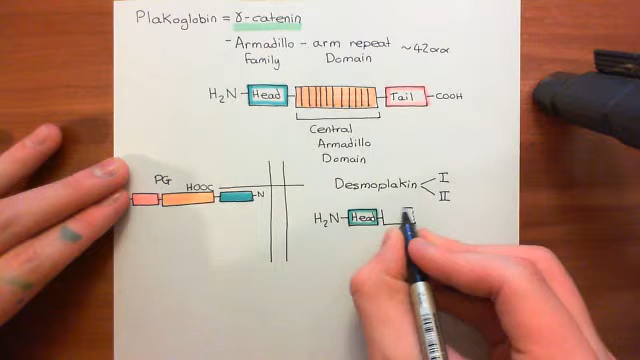 Plakoglobin = γ-catenin
- Armadillo - arm repeat ~42aa
Family Domain
H₂N Head Tail COOH
Central
Armadillo
Domain
PG
HOOC
N
Desmoplakin I
II
H₂N Head